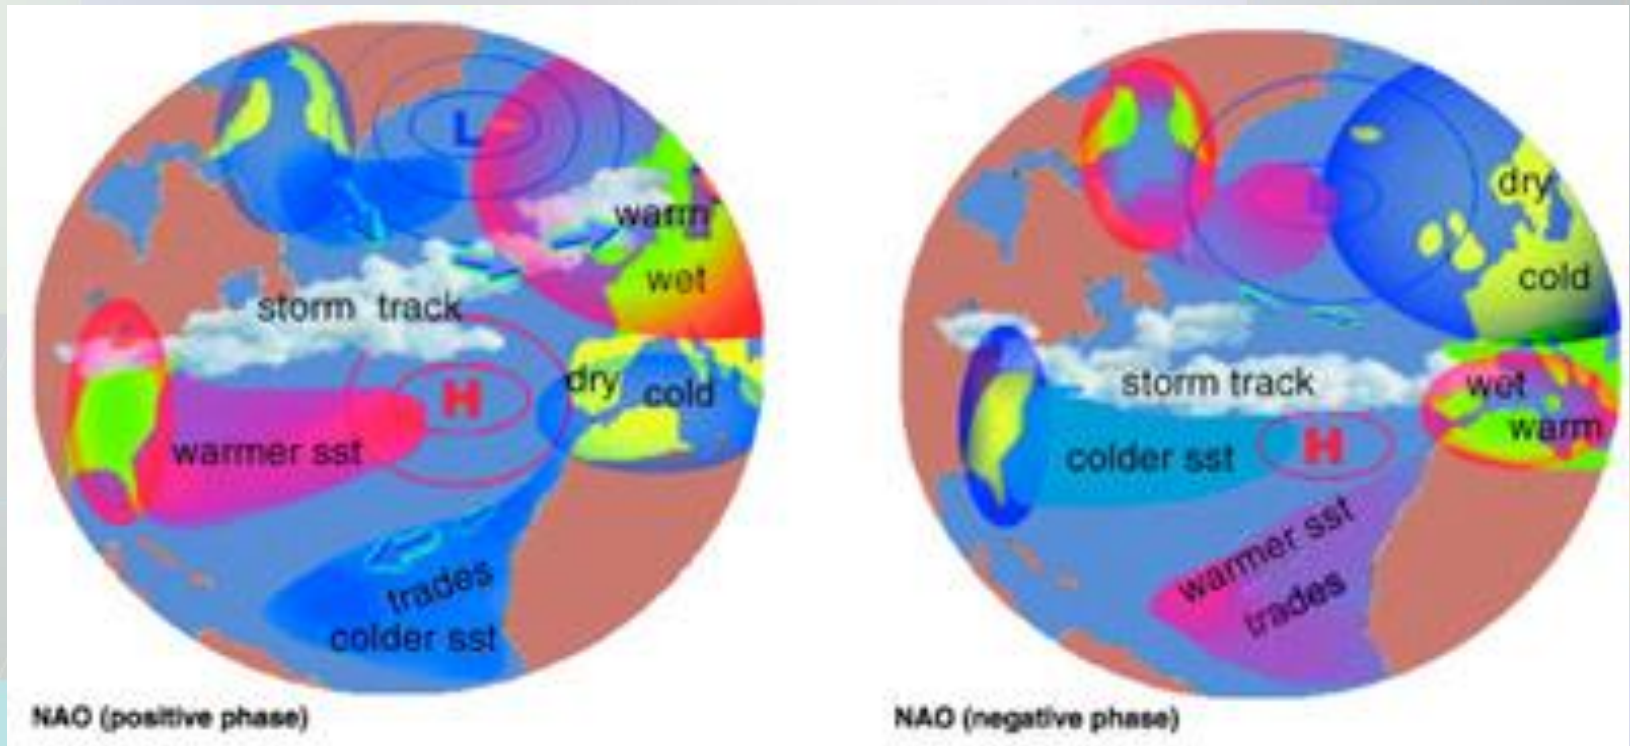 L
warm
wet
storm track
H
dry
cold
warmer sst
trades
colder sst
NAO (positive phase)
L
dry
cold
storm track
wet
warm
H
colder sst
warmer sst
trades
NAO (negative phase)